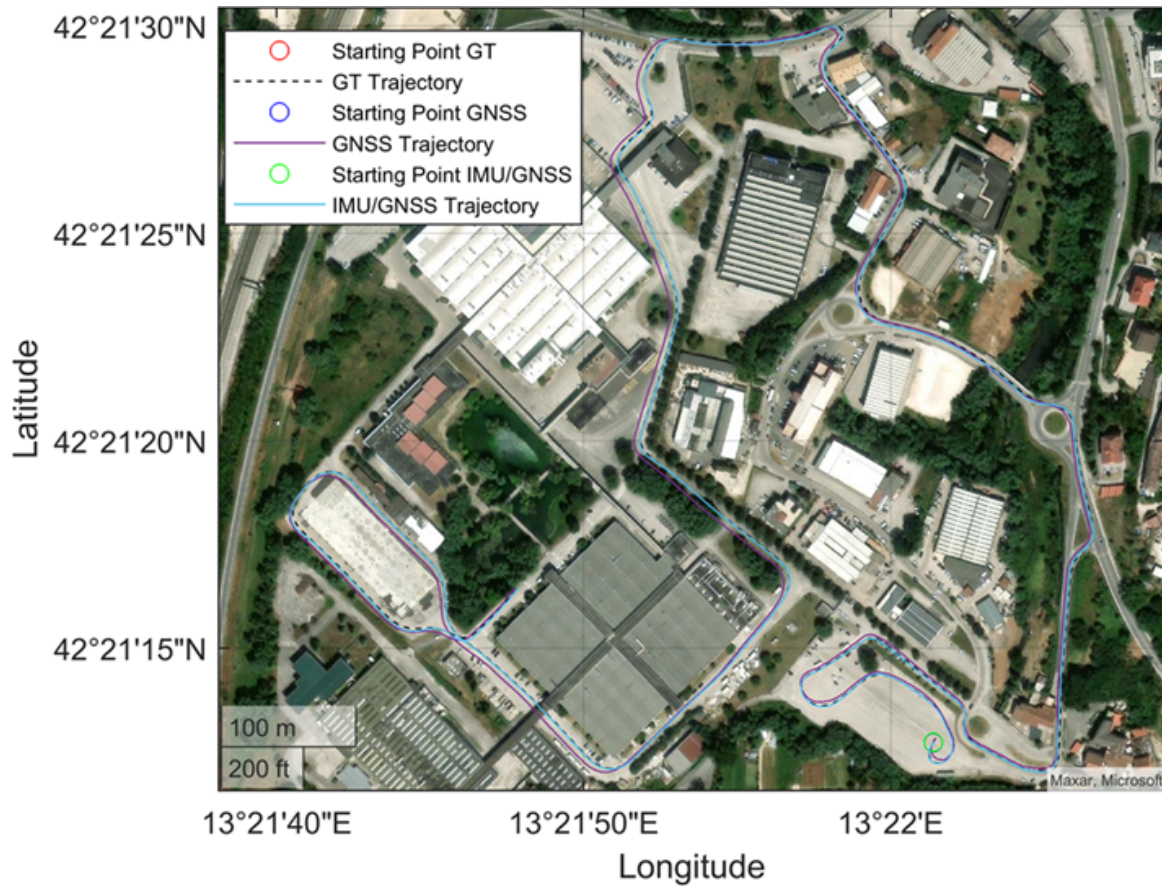 42°21'30"N
Starting Point GT
GT Trajectory
Starting Point GNSS
GNSS Trajectory
Starting Point IMU/GNSS
IMU/GNSS Trajectory
42°21'25"N
Latitude
42°21'20"N
42°21'15"N
100 m
200 ft
Maxar, Microsoft
13°21'40"E
13°21'50"E
13°22'E
Longitude